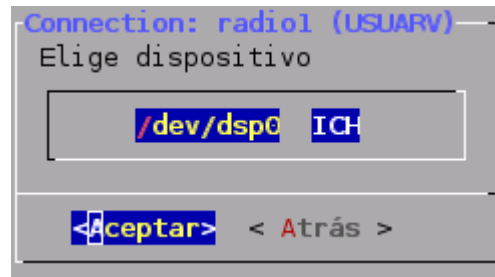 Connection: radio1 (USUARV)
Elige dispositivo
/dev/dsp0 ICH
<Aceptar> < Atrás >